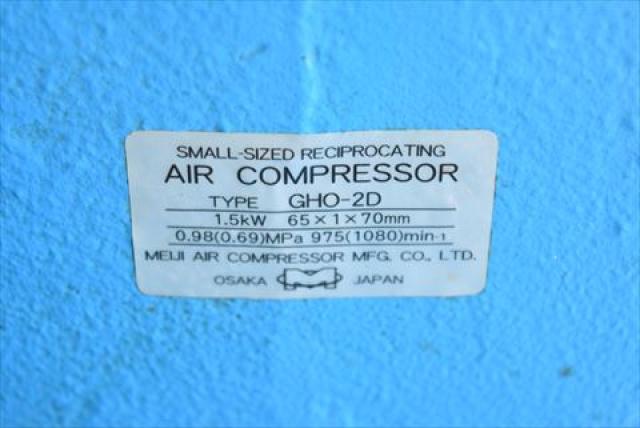 SMALL-SIZED RECIPROCATING
AIR COMPRESSOR
TYPE GHO-2D
1.5kW 65×1×70mm
0.98(0.69)MPa 975(1080)min-1
MEIJI AIR COMPRESSOR MFG. CO., LTD.
OSAKA JAPAN